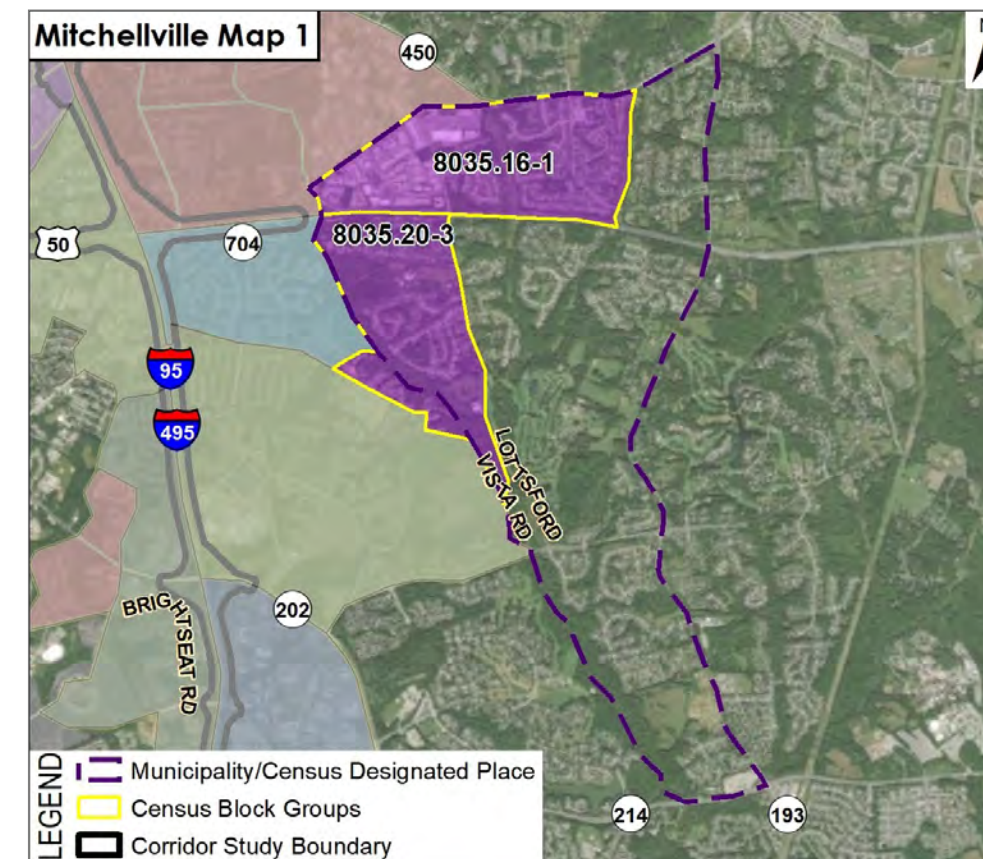 Mitchellville Map 1
450
N
8035.16-1
8035.20-3
704
50
95
495
LOTTSFORD
VISTA RD
202
BRIGHTSEAT RD
214
193
LEGEND
Municipality/Census Designated Place
Census Block Groups
Corridor Study Boundary